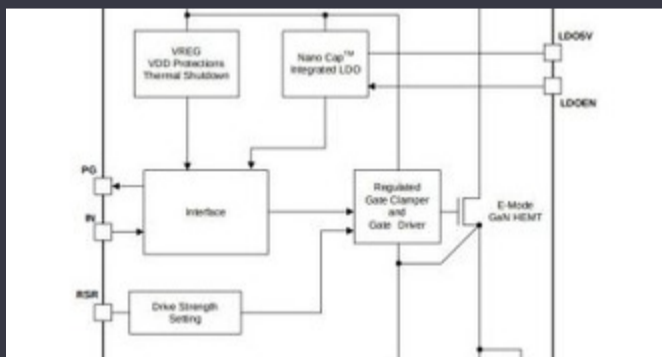 VREG
VDD Protections
Thermal Shutdown
Nano Cap™
Integrated LDO
LDO5V
LDOEN
PG
IN
Interface
Regulated
Gate Clamper
and
Gate Driver
E-Mode
GaN HEMT
RSR
Drive Strength
Setting